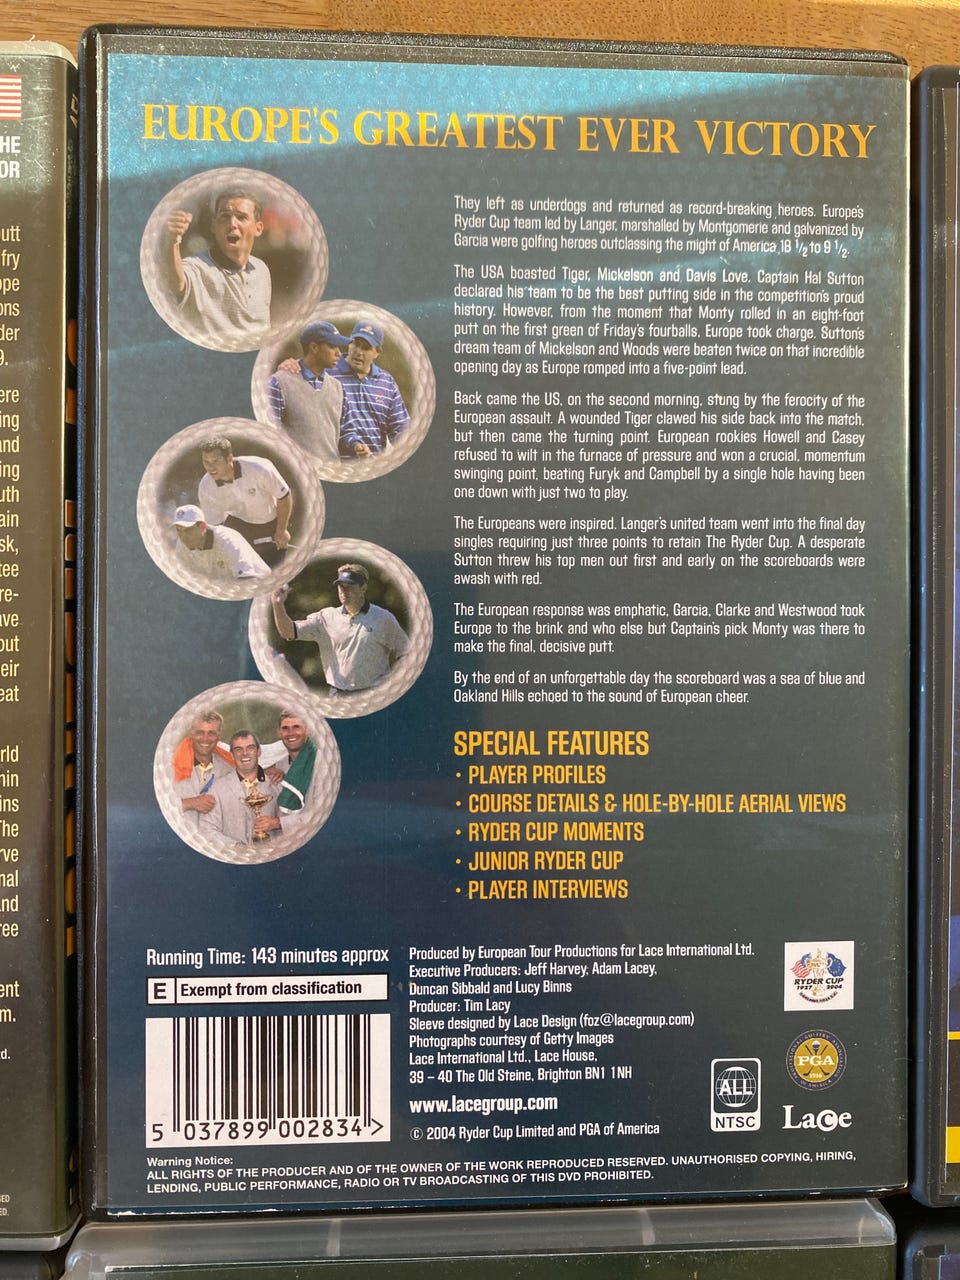 EUROPE'S GREATEST EVER VICTORY
They left as underdogs and returned as record-breaking heroes. Europe's
Ryder Cup team led by Langer, marshalled by Montgomerie and galvanized by
Garcia were golfing heroes outclassing the might of America 18 1/2 to 9 1/2.
The USA boasted Tiger, Mickelson and Davis Love. Captain Hal Sutton
declared his team to be the best putting side in the competition's proud
history. However, from the moment that Monty rolled in an eight-foot
putt on the first green of Friday's fourballs, Europe took charge. Sutton's
dream team of Mickelson and Woods were beaten twice on that incredible
opening day as Europe romped into a five-point lead.
Back came the US, on the second morning, stung by the ferocity of the
European assault. A wounded Tiger clawed his side back into the match,
but then came the turning point. European rookies Howell and Casey
refused to wilt in the furnace of pressure and won a crucial, momentum
swinging point, beating Furyk and Campbell by a single hole having been
one down with just two to play.
The Europeans were inspired. Langer's united team went into the final day
singles requiring just three points to retain The Ryder Cup. A desperate
Sutton threw his top men out first and early on the scoreboards were
awash with red.
The European response was emphatic, Garcia, Clarke and Westwood took
Europe to the brink and who else but Captain's pick Monty was there to
make the final, decisive putt.
By the end of an unforgettable day the scoreboard was a sea of blue and
Oakland Hills echoed to the sound of European cheer.
SPECIAL FEATURES
• PLAYER PROFILES
• COURSE DETAILS & HOLE-BY-HOLE AERIAL VIEWS
• RYDER CUP MOMENTS
• JUNIOR RYDER CUP
• PLAYER INTERVIEWS
Running Time: 143 minutes approx
E Exempt from classification
5 037899 002834 >
Produced by European Tour Productions for Lace International Ltd.
Executive Producers: Jeff Harvey, Adam Lacey,
Duncan Sibbald and Lucy Binns
Producer: Tim Lacy
Sleeve designed by Lace Design (foz@lacegroup.com)
Photographs courtesy of Getty Images
Lace International Ltd., Lace House,
39 – 40 The Old Steine, Brighton BN1 1NH
www.lacegroup.com
© 2004 Ryder Cup Limited and PGA of America
RYDER CUP
1927 2004
PGA
1916
ALL
NTSC
Lace
Warning Notice:
ALL RIGHTS OF THE PRODUCER AND OF THE OWNER OF THE WORK REPRODUCED RESERVED. UNAUTHORISED COPYING, HIRING,
LENDING, PUBLIC PERFORMANCE, RADIO OR TV BROADCASTING OF THIS DVD PROHIBITED.